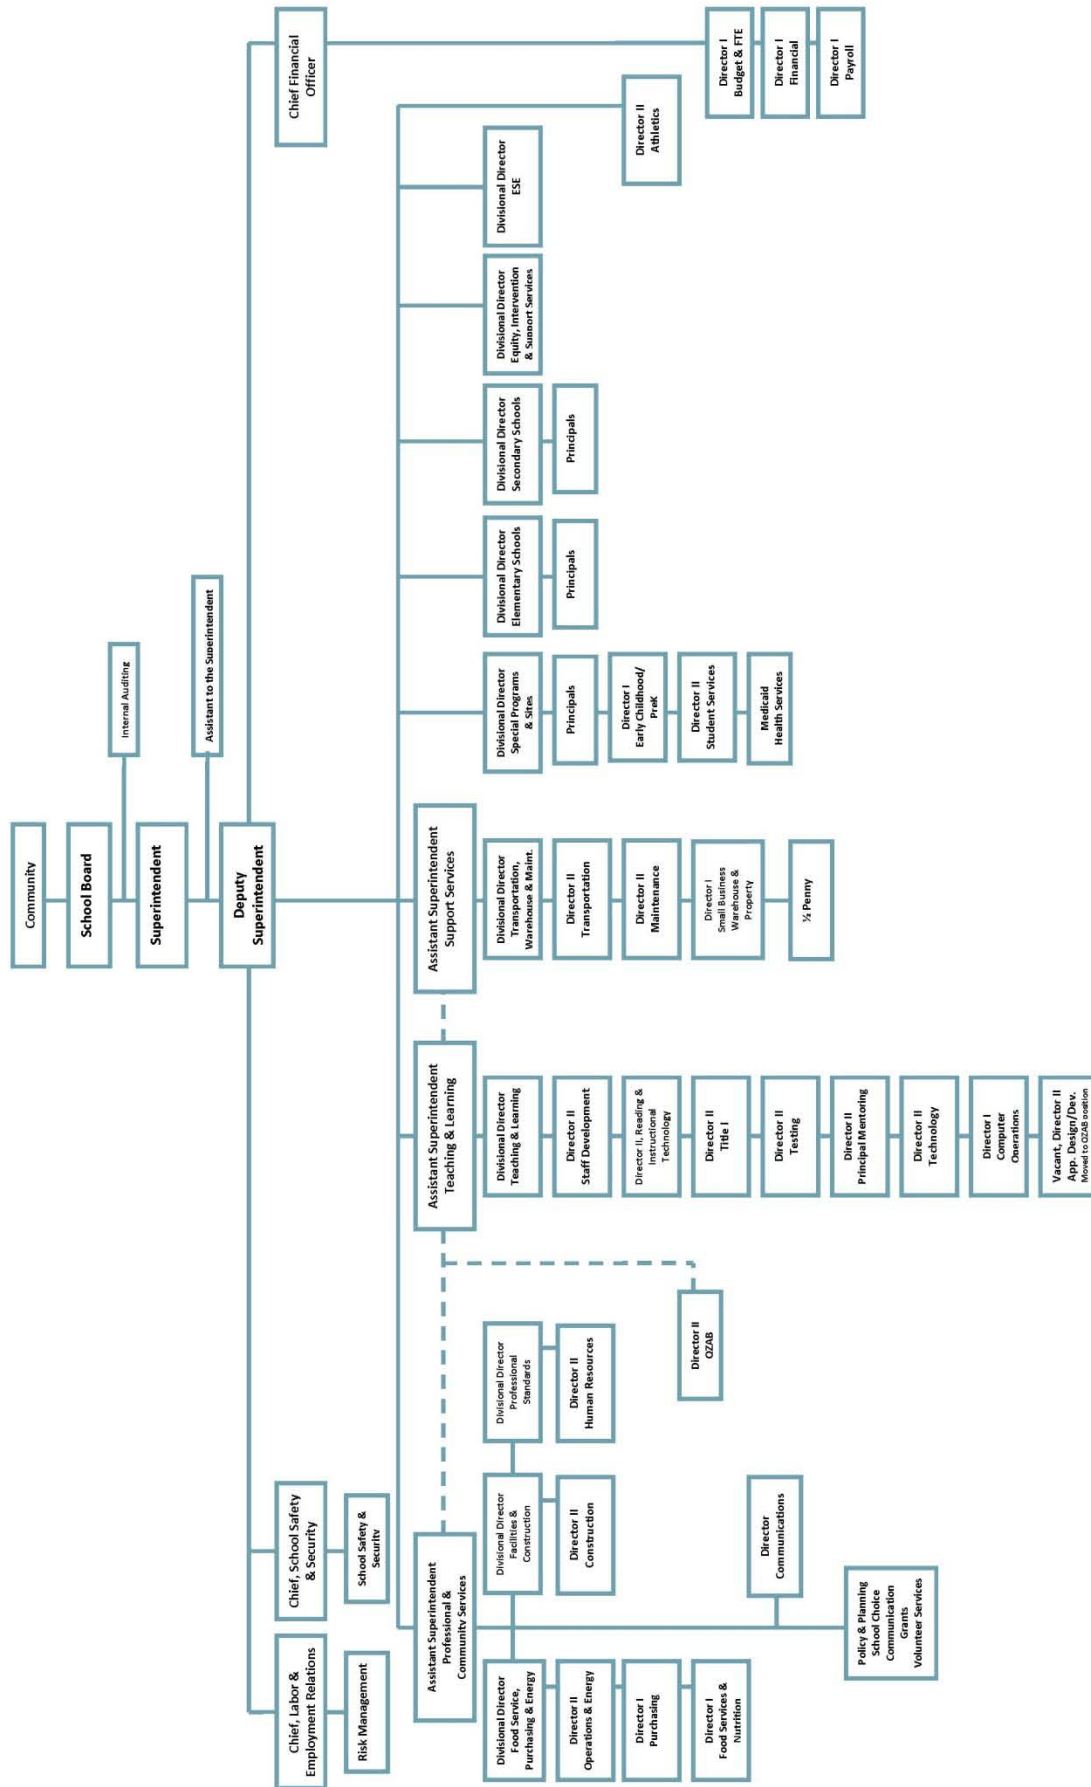 Community
School Board
Internal Auditing
Superintendent
Assistant to the Superintendent
Deputy
Superintendent
Chief, Labor &
Employment Relations
Risk Management
Chief, School Safety
& Security
School Safety &
Security
Chief Financial
Officer
Director I
Budget & FTE
Director I
Financial
Director I
Payroll
Assistant Superintendent
Professional &
Community Services
Divisional Director
Food Service,
Purchasing & Energy
Director II
Operations & Energy
Director I
Purchasing
Director I
Food Services &
Nutrition
Divisional Director
Facilities &
Construction
Director II
Construction
Divisional Director
Professional
Standards
Director II
Human Resources
Director
Communications
Policy & Planning
School Choice
Communication
Grants
Volunteer Services
Director II
QZAB
Assistant Superintendent
Teaching & Learning
Divisional Director
Teaching & Learning
Director II
Staff Development
Director II, Reading &
Instructional
Technology
Director II
Title I
Director II
Testing
Director II
Principal Mentoring
Director II
Technology
Director I
Computer
Operations
Vacant, Director II
App. Design/Dev.
Moved to QZAB position
Assistant Superintendent
Support Services
Divisional Director
Transportation,
Warehouse & Maint.
Director II
Transportation
Director II
Maintenance
Director I
Small Business
Warehouse &
Property
½ Penny
Divisional Director
Special Programs
& Sites
Principals
Director I
Early Childhood/
PreK
Director II
Student Services
Medicaid
Health Services
Divisional Director
Elementary Schools
Principals
Divisional Director
Secondary Schools
Principals
Divisional Director
Equity, Intervention
& Support Services
Divisional Director
ESE
Director II
Athletics